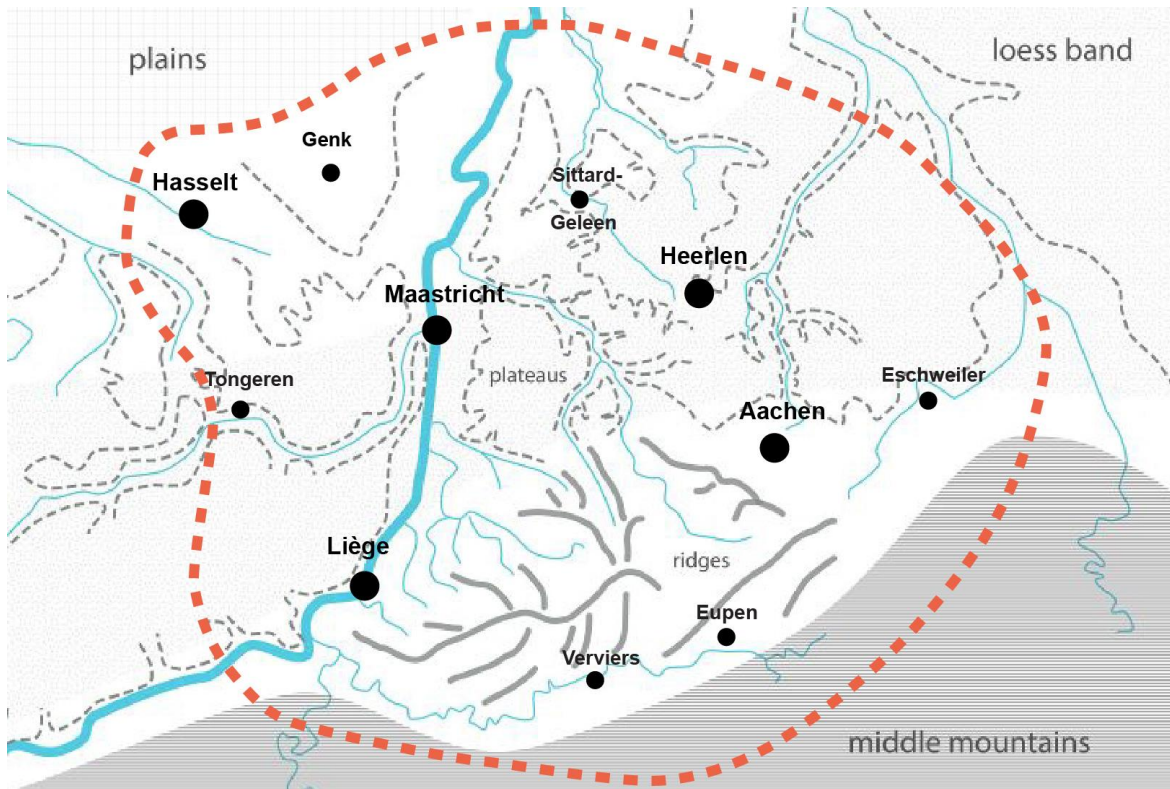 plains
loess band
Genk
Hasselt
Sittard-
Geleen
Heerlen
Maastricht
plateaus
Tongeren
Eschweiler
Aachen
Liège
ridges
Eupen
Verviers
middle mountains